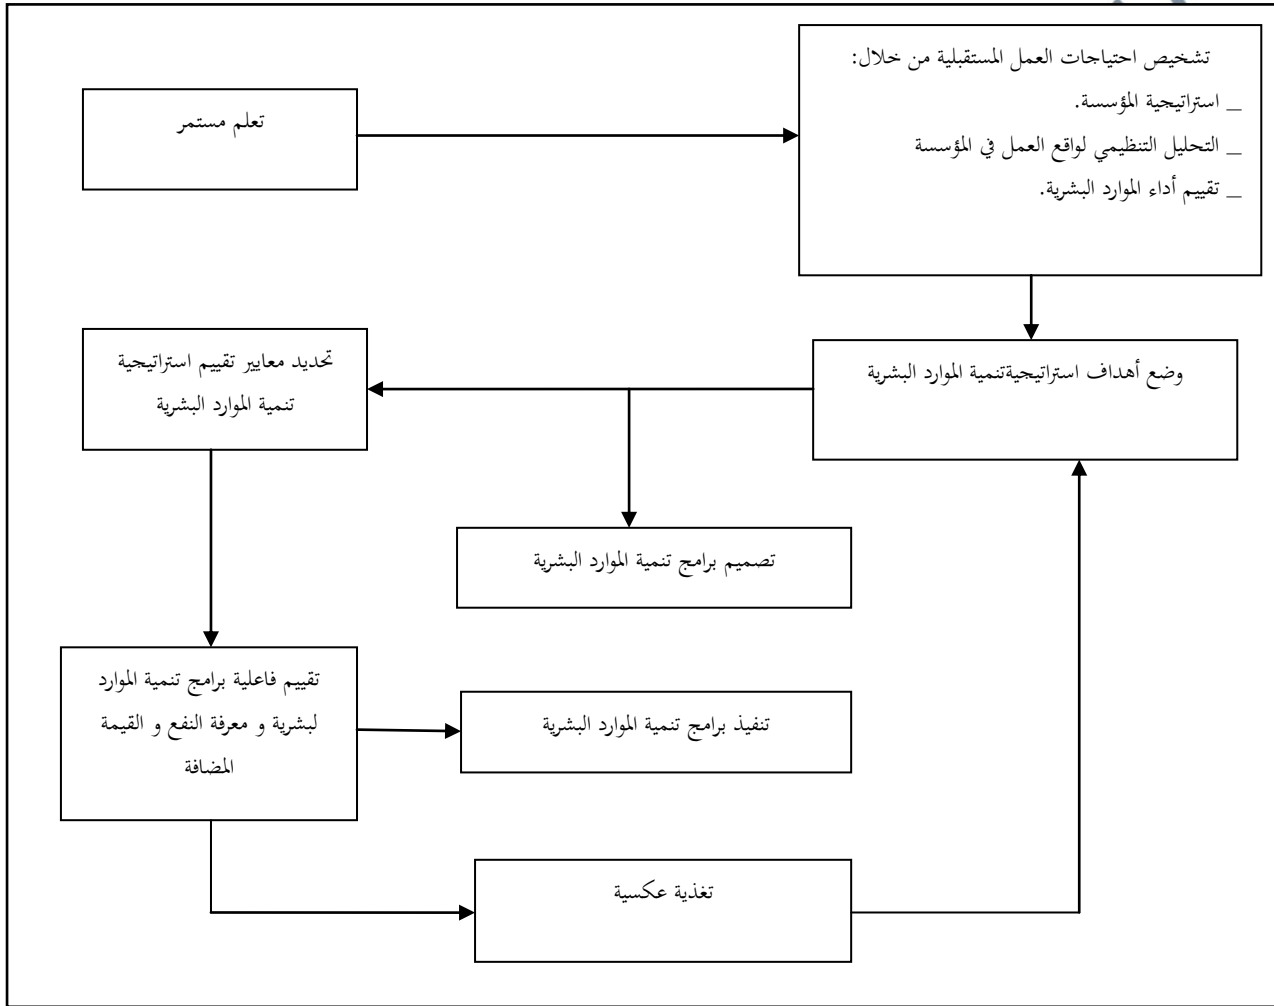 تشخيص احتياجات العمل المستقبلية من خلال:
_ استراتيجية المؤسسة.
_ التحليل التنظيمي لواقع العمل في المؤسسة
_ تقييم أداء الموارد البشرية.
تعلم مستمر
وضع أهداف استراتيجيةتنمية الموارد البشرية
تحديد معايير تقييم استراتيجية
تنمية الموارد البشرية
تصميم برامج تنمية الموارد البشرية
تقييم فاعلية برامج تنمية الموارد
لبشرية و معرفة النفع و القيمة
المضافة
تنفيذ برامج تنمية الموارد البشرية
تغذية عكسية